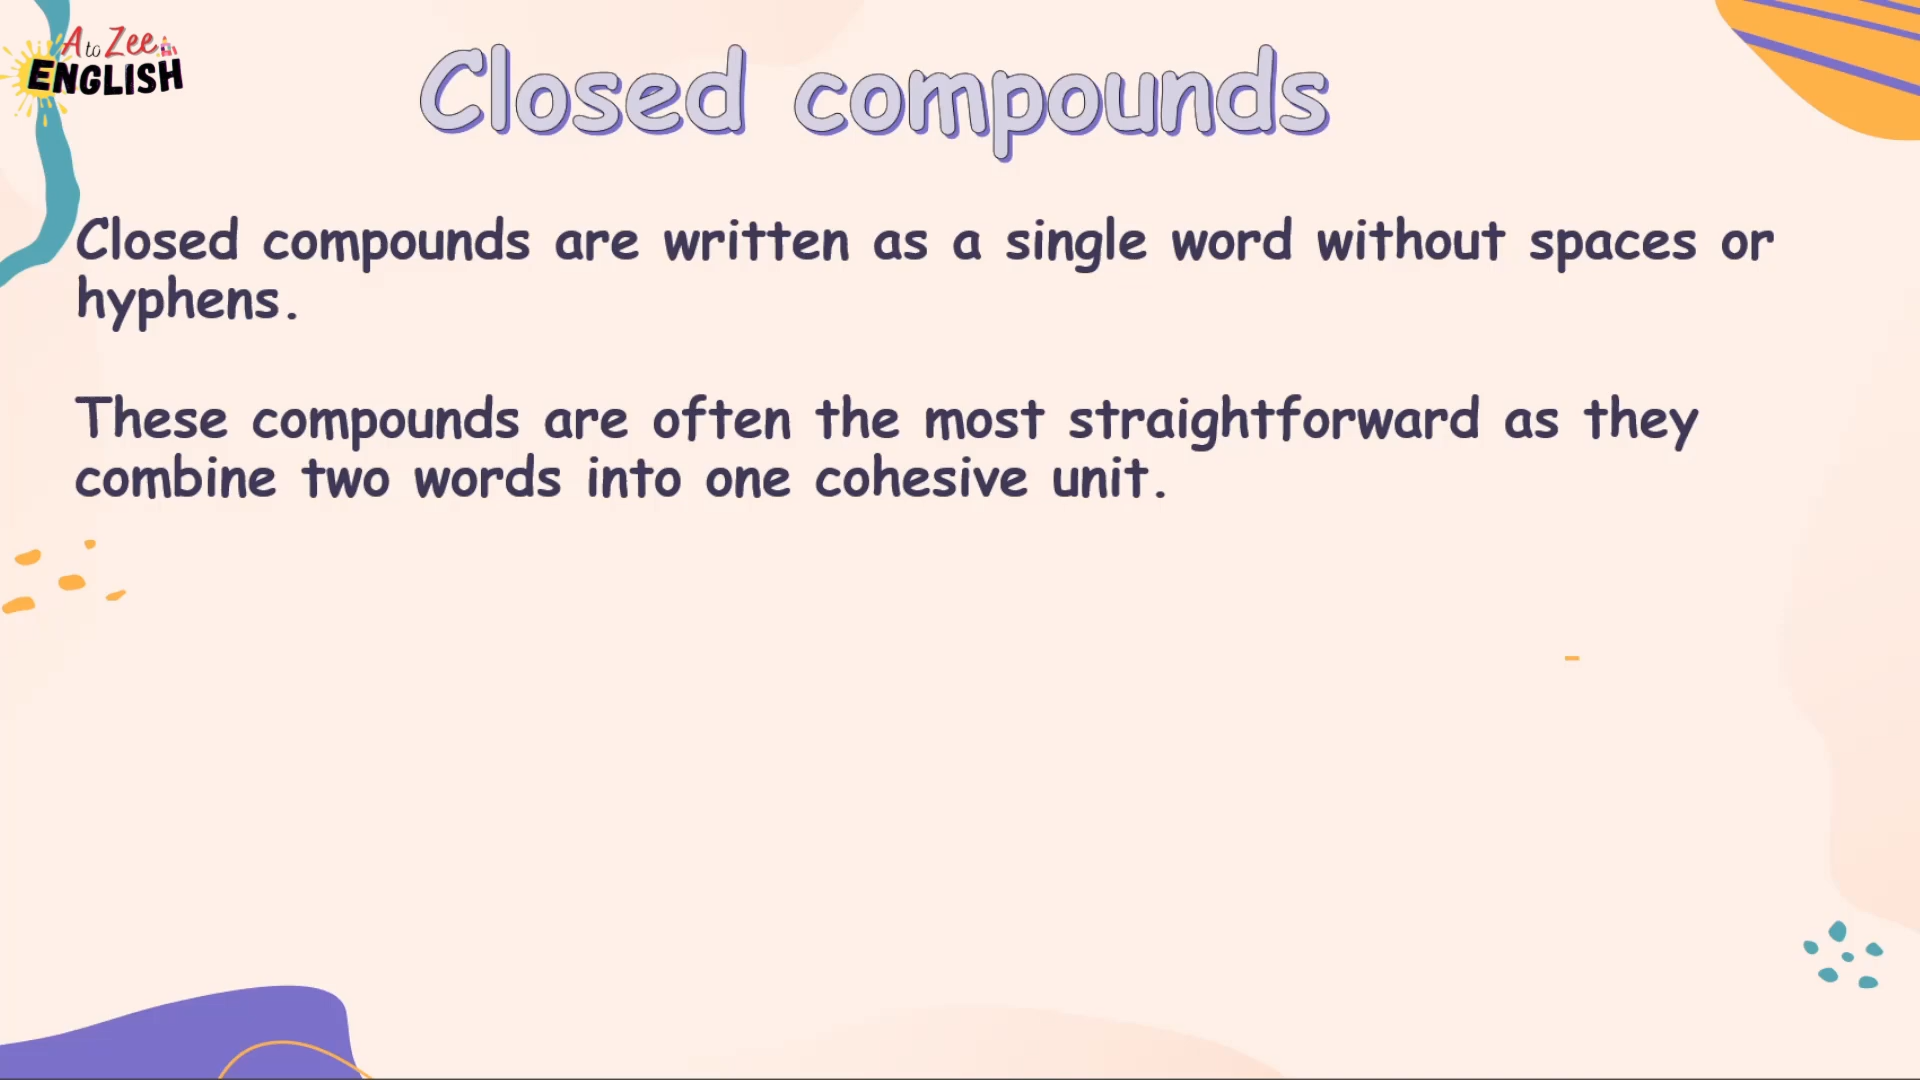 A to Zee
ENGLISH
Closed compounds
Closed compounds are written as a single word without spaces or
hyphens.
These compounds are often the most straightforward as they
combine two words into one cohesive unit.